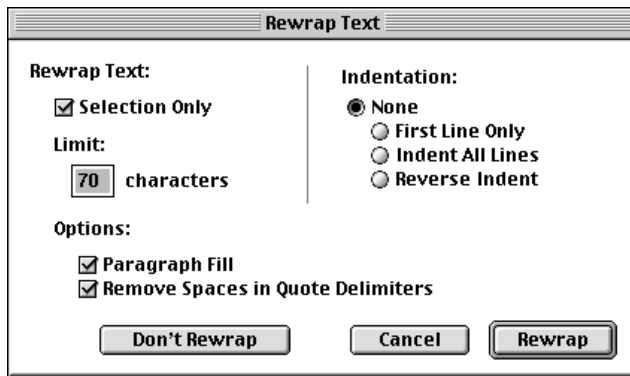 Rewrap Text
Rewrap Text:
Selection Only
Limit:
70 characters
Indentation:
None
First Line Only
Indent All Lines
Reverse Indent
Options:
Paragraph Fill
Remove Spaces in Quote Delimiters
Don't Rewrap
Cancel
Rewrap